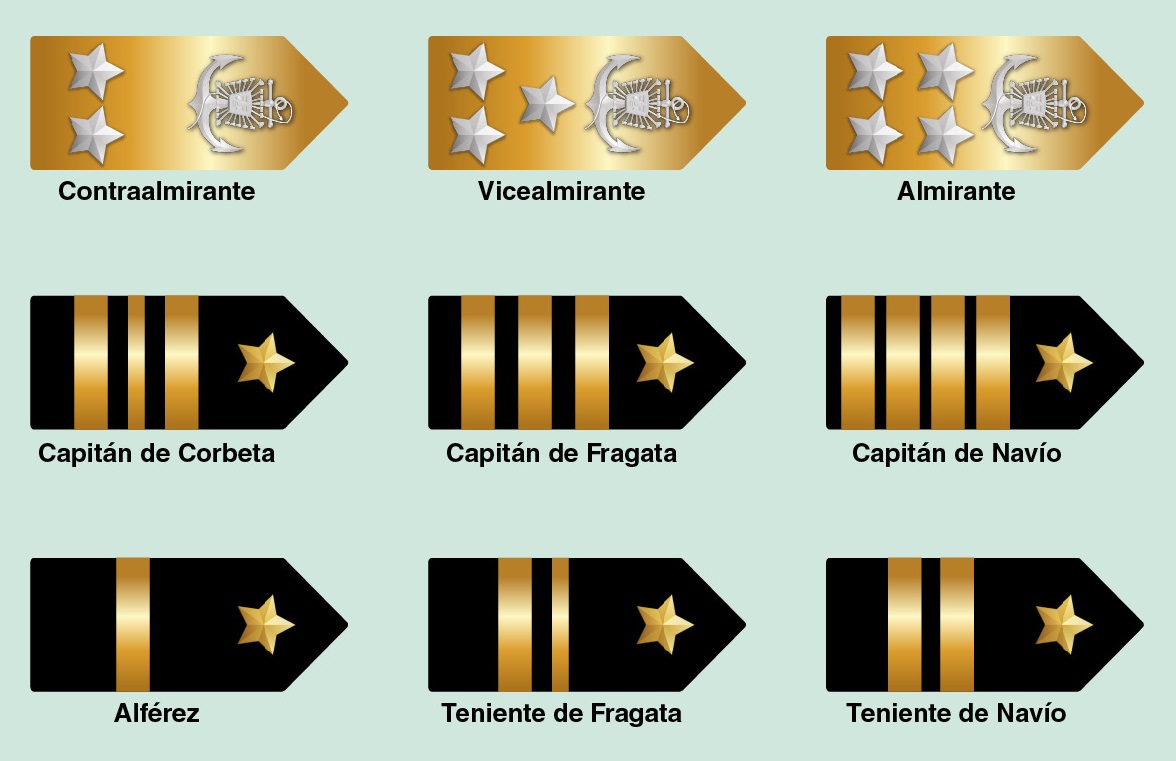 Contraalmirante
Vicealmirante
Almirante
Capitán de Corbeta
Capitán de Fragata
Capitán de Navío
Alférez
Teniente de Fragata
Teniente de Navío